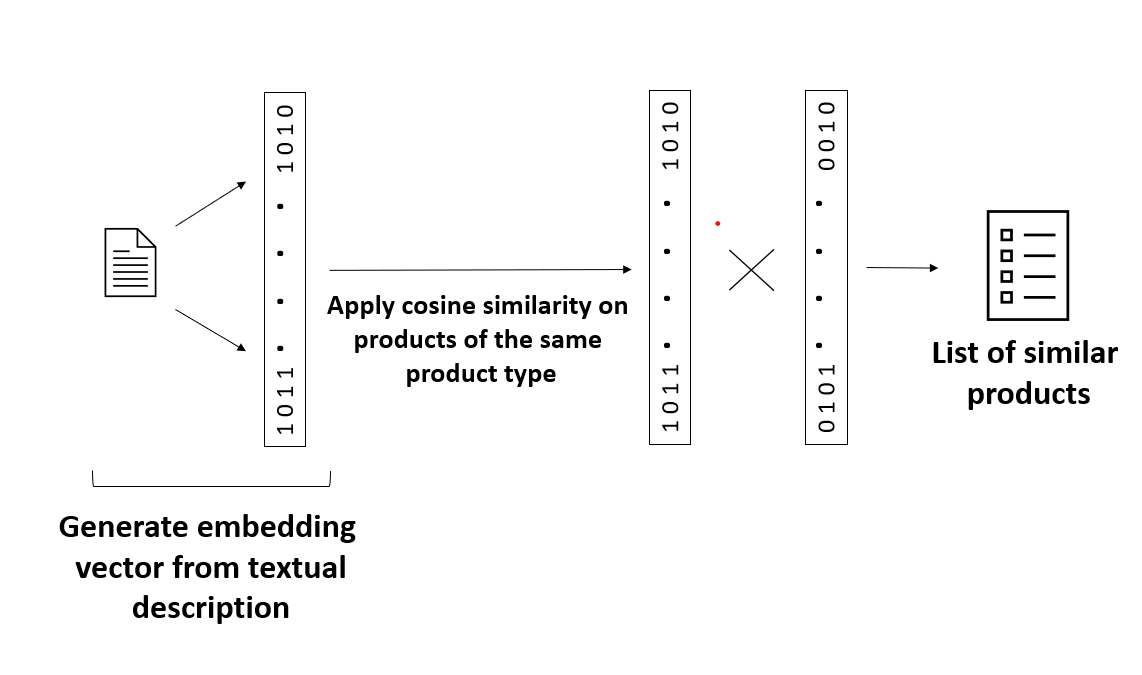 1011 . . . . 1010
1011 . . . . 1010
0101 . . . . 0010
Apply cosine similarity on
products of the same
product type
List of similar
products
Generate embedding
vector from textual
description